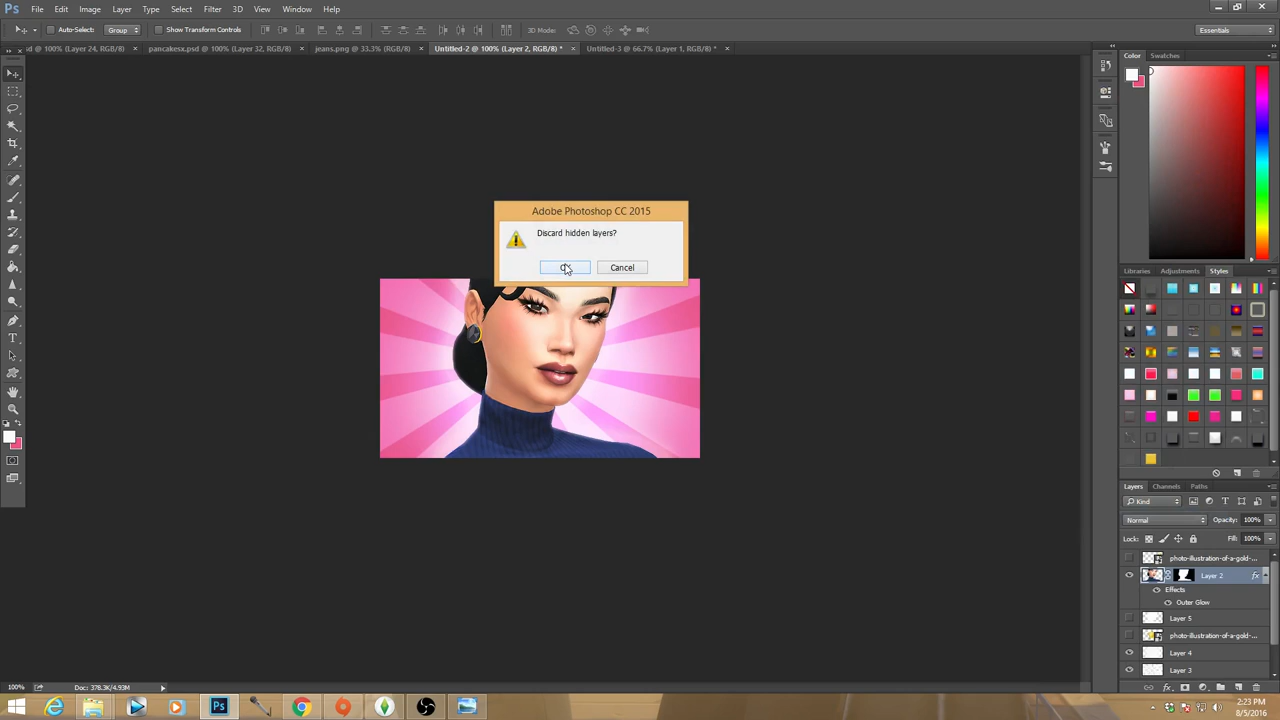 Ps File Edit Image Layer Type Select Filter 3D View Window Help
Auto-Select: Group Show Transform Controls 3D Mode: Essentials
d @ 100% (Layer 24, RGB/8) × pancakesx.psd @ 100% (Layer 32, RGB/8) × jeans.png @ 33.3% (RGB/8) × Untitled-2 @ 100% (Layer 2, RGB/8) * × Untitled-3 @ 66.7% (Layer 1, RGB/8) * ×
Color Swatches
Adobe Photoshop CC 2015
Discard hidden layers?
Cancel
Libraries Adjustments Styles
Layers Channels Paths
Kind
Normal Opacity: 100%
Lock: Fill: 100%
photo-illustration-of-a-gold-...
Layer 2 fx
Effects
Outer Glow
Layer 5
photo-illustration-of-a-gold-...
Layer 4
Layer 3
100% Doc: 378.3K/4.93M
fx
Ps
2:23 PM
8/5/2016